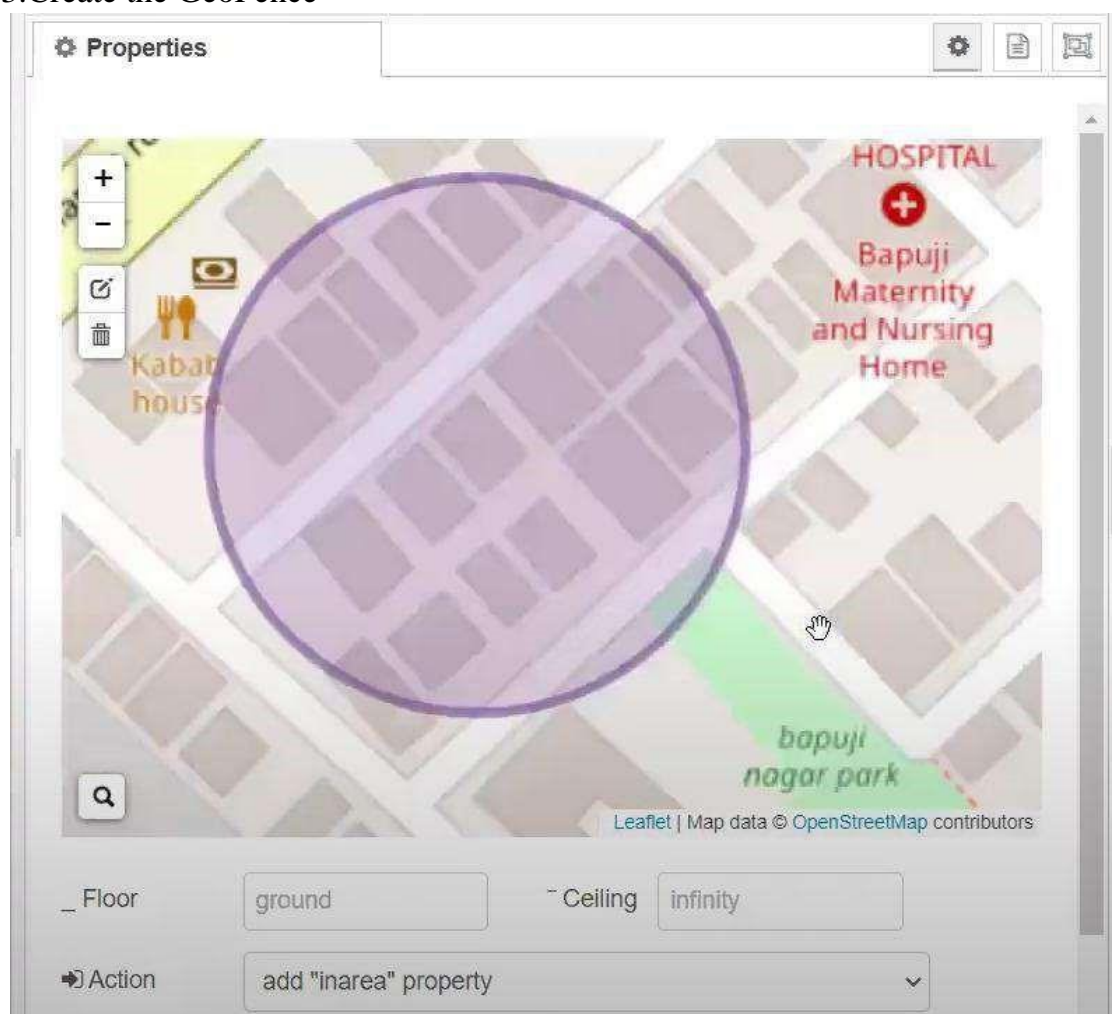 Properties
+
HOSPITAL
−
Bapuji
Maternity
and Nursing
Home
Kabab
house
bapuji
nagar park
Leaflet | Map data © OpenStreetMap contributors
_ Floor
ground
¯ Ceiling
infinity
Action
add "inarea" property